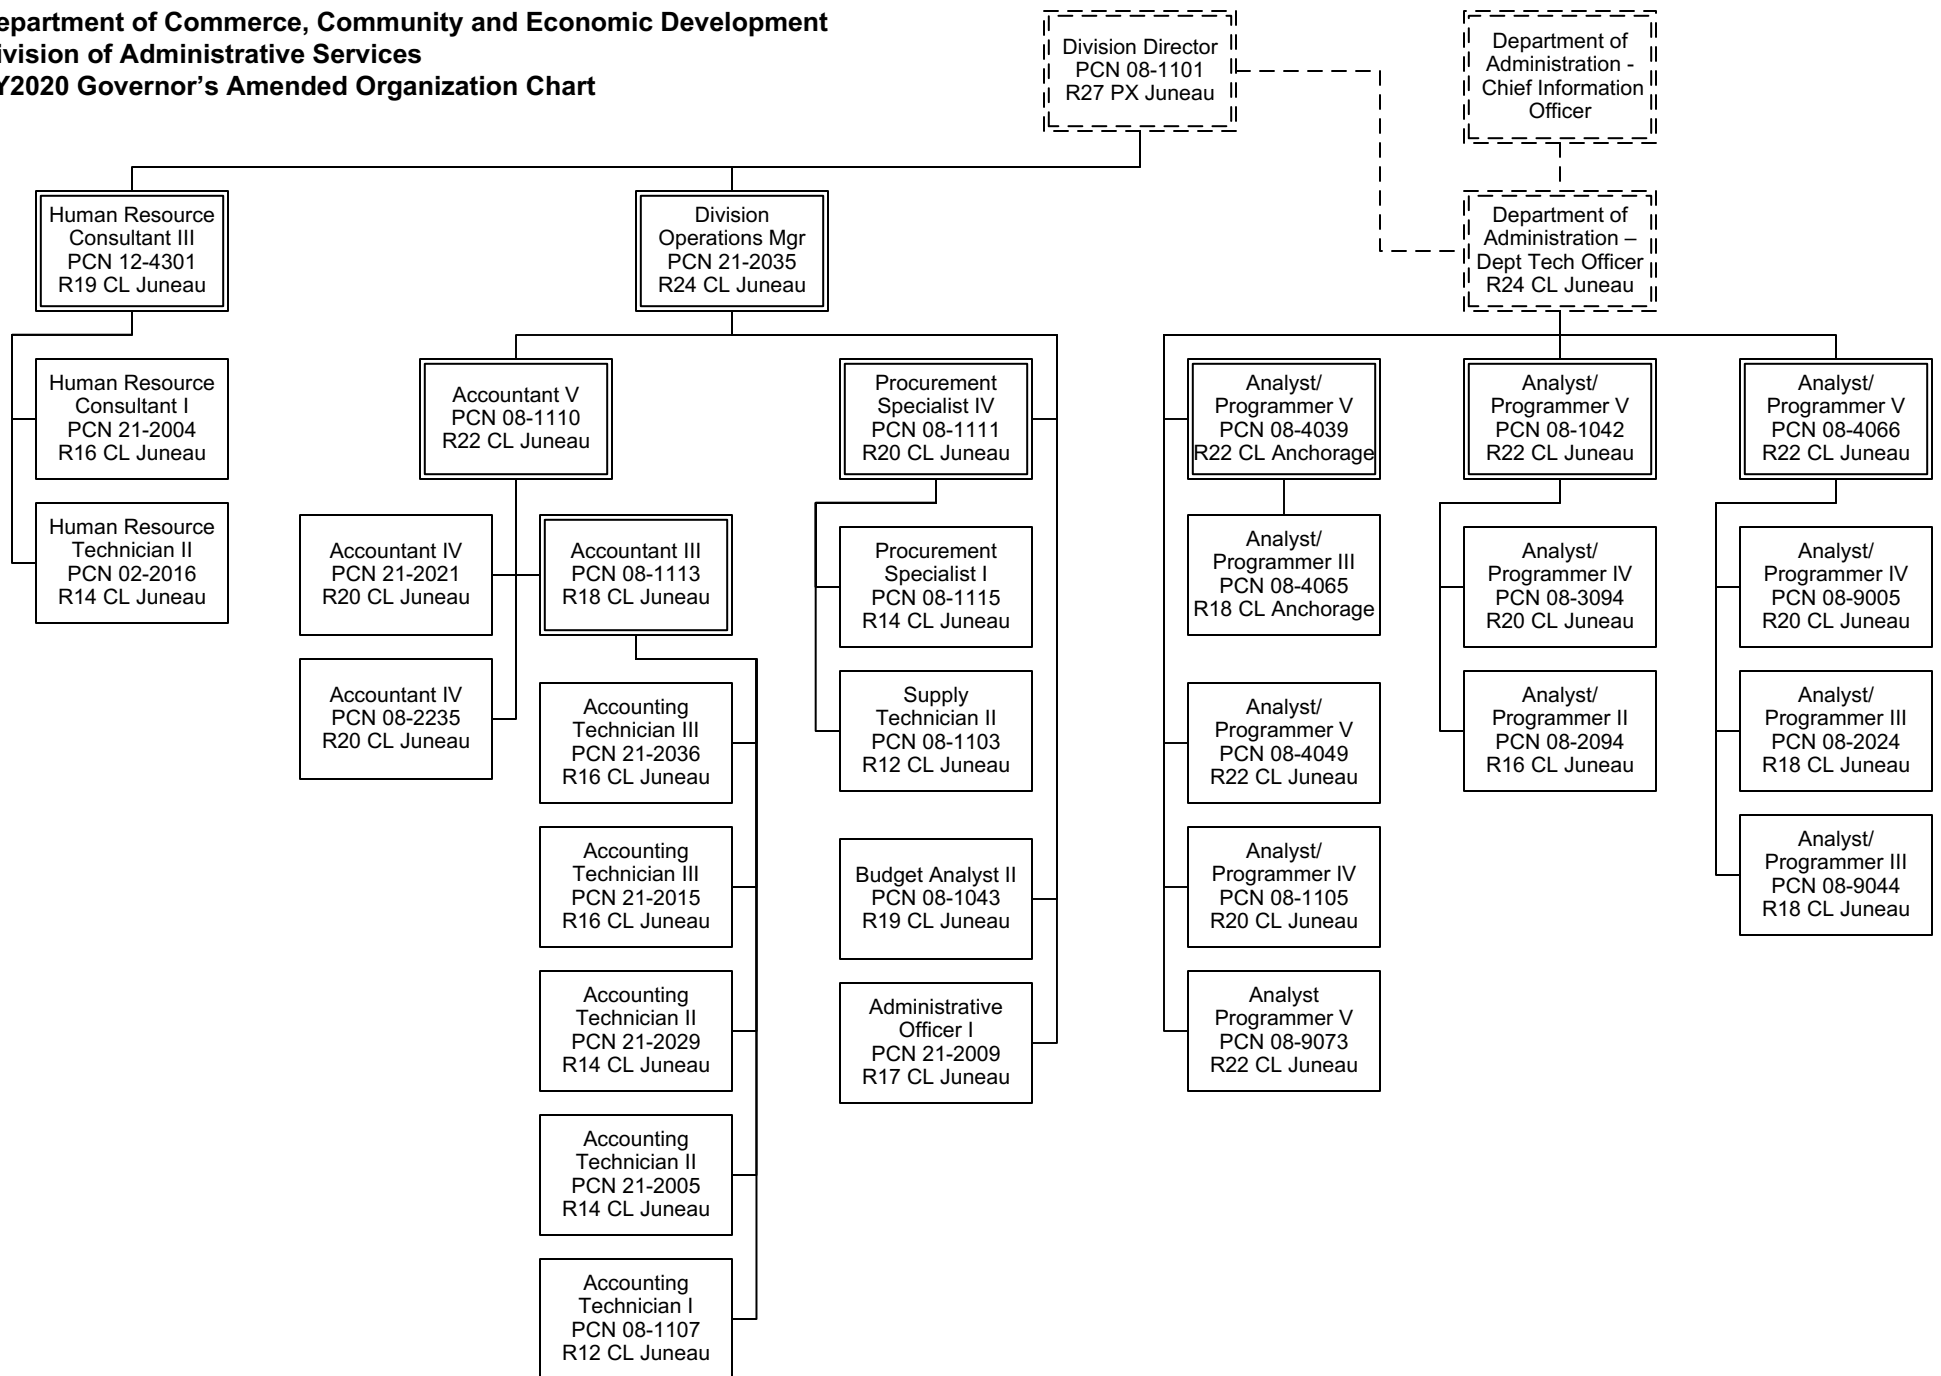 epartment of Commerce, Community and Economic Development
ivision of Administrative Services
Y2020 Governor's Amended Organization Chart
Division Director
PCN 08-1101
R27 PX Juneau
Department of
Administration -
Chief Information
Officer
Human Resource
Consultant III
PCN 12-4301
R19 CL Juneau
Division
Operations Mgr
PCN 21-2035
R24 CL Juneau
Department of
Administration –
Dept Tech Officer
R24 CL Juneau
Human Resource
Consultant I
PCN 21-2004
R16 CL Juneau
Human Resource
Technician II
PCN 02-2016
R14 CL Juneau
Accountant V
PCN 08-1110
R22 CL Juneau
Accountant IV
PCN 21-2021
R20 CL Juneau
Accountant IV
PCN 08-2235
R20 CL Juneau
Accountant III
PCN 08-1113
R18 CL Juneau
Accounting
Technician III
PCN 21-2036
R16 CL Juneau
Accounting
Technician III
PCN 21-2015
R16 CL Juneau
Accounting
Technician II
PCN 21-2029
R14 CL Juneau
Accounting
Technician II
PCN 21-2005
R14 CL Juneau
Accounting
Technician I
PCN 08-1107
R12 CL Juneau
Procurement
Specialist IV
PCN 08-1111
R20 CL Juneau
Procurement
Specialist I
PCN 08-1115
R14 CL Juneau
Supply
Technician II
PCN 08-1103
R12 CL Juneau
Budget Analyst II
PCN 08-1043
R19 CL Juneau
Administrative
Officer I
PCN 21-2009
R17 CL Juneau
Analyst/
Programmer V
PCN 08-4039
R22 CL Anchorage
Analyst/
Programmer III
PCN 08-4065
R18 CL Anchorage
Analyst/
Programmer V
PCN 08-4049
R22 CL Juneau
Analyst/
Programmer IV
PCN 08-1105
R20 CL Juneau
Analyst
Programmer V
PCN 08-9073
R22 CL Juneau
Analyst/
Programmer V
PCN 08-1042
R22 CL Juneau
Analyst/
Programmer IV
PCN 08-3094
R20 CL Juneau
Analyst/
Programmer II
PCN 08-2094
R16 CL Juneau
Analyst/
Programmer V
PCN 08-4066
R22 CL Juneau
Analyst/
Programmer IV
PCN 08-9005
R20 CL Juneau
Analyst/
Programmer III
PCN 08-2024
R18 CL Juneau
Analyst/
Programmer III
PCN 08-9044
R18 CL Juneau